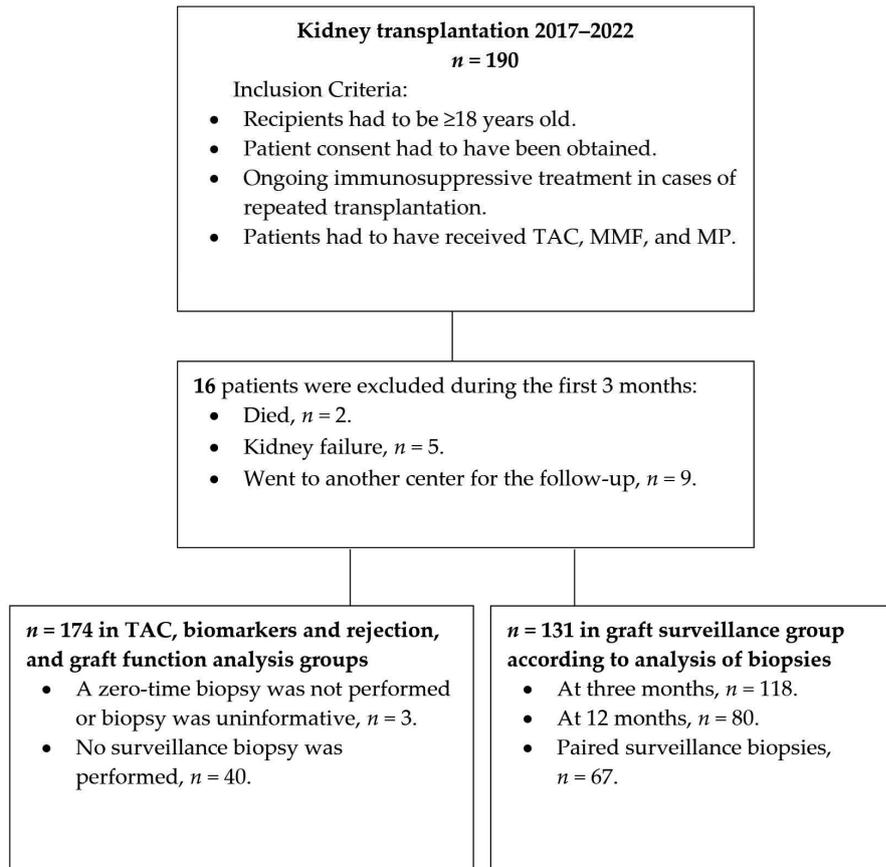 Kidney transplantation 2017–2022
n = 190
Inclusion Criteria:
• Recipients had to be ≥18 years old.
• Patient consent had to have been obtained.
• Ongoing immunosuppressive treatment in cases of
repeated transplantation.
• Patients had to have received TAC, MMF, and MP.
16 patients were excluded during the first 3 months:
• Died, n = 2.
• Kidney failure, n = 5.
• Went to another center for the follow-up, n = 9.
n = 174 in TAC, biomarkers and rejection,
and graft function analysis groups
• A zero-time biopsy was not performed
or biopsy was uninformative, n = 3.
• No surveillance biopsy was
performed, n = 40.
n = 131 in graft surveillance group
according to analysis of biopsies
• At three months, n = 118.
• At 12 months, n = 80.
• Paired surveillance biopsies,
n = 67.